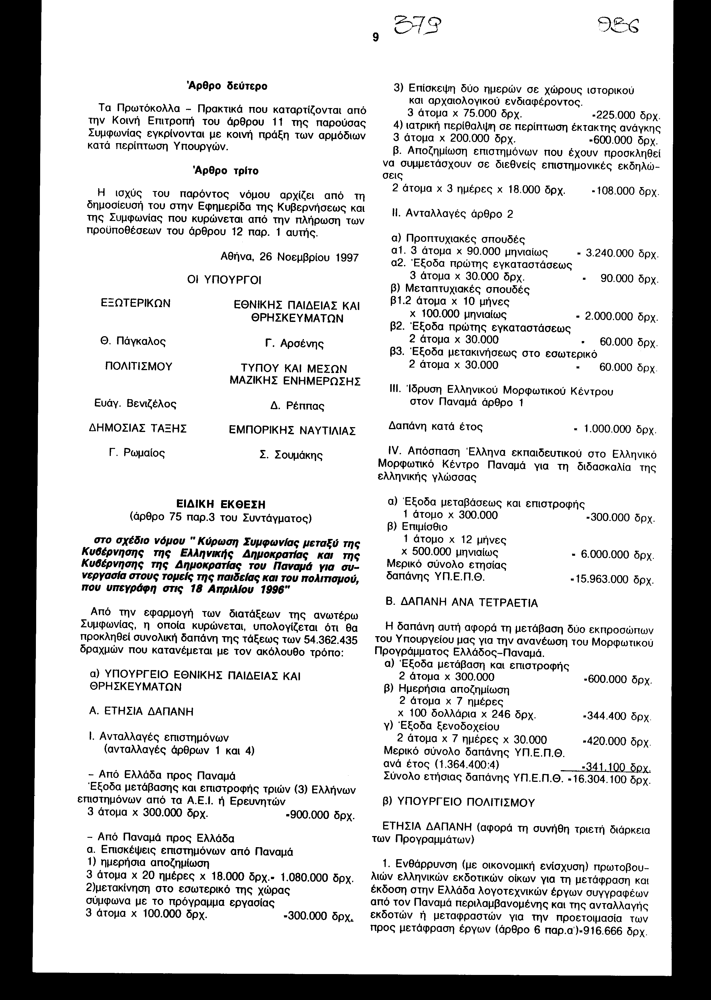 9
379
936
Άρθρο δεύτερο
Τα Πρωτόκολλα – Πρακτικά που καταρτίζονται από
την Κοινή Επιτροπή του άρθρου 11 της παρούσας
Συμφωνίας εγκρίνονται με κοινή πράξη των αρμόδιων
κατά περίπτωση Υπουργών.
Άρθρο τρίτο
Η ισχύς του παρόντος νόμου αρχίζει από τη
δημοσίευσή του στην Εφημερίδα της Κυβερνήσεως και
της Συμφωνίας που κυρώνεται από την πλήρωση των
προϋποθέσεων του άρθρου 12 παρ. 1 αυτής.
Αθήνα, 26 Νοεμβρίου 1997
ΟΙ ΥΠΟΥΡΓΟΙ
ΕΞΩΤΕΡΙΚΩΝ ΕΘΝΙΚΗΣ ΠΑΙΔΕΙΑΣ ΚΑΙ
ΘΡΗΣΚΕΥΜΑΤΩΝ
Θ. Πάγκαλος Γ. Αρσένης
ΠΟΛΙΤΙΣΜΟΥ ΤΥΠΟΥ ΚΑΙ ΜΕΣΩΝ
ΜΑΖΙΚΗΣ ΕΝΗΜΕΡΩΣΗΣ
Ευάγ. Βενιζέλος Δ. Ρέππας
ΔΗΜΟΣΙΑΣ ΤΑΞΗΣ ΕΜΠΟΡΙΚΗΣ ΝΑΥΤΙΛΙΑΣ
Γ. Ρωμαίος Σ. Σουμάκης
ΕΙΔΙΚΗ ΕΚΘΕΣΗ
(άρθρο 75 παρ.3 του Συντάγματος)
στο σχέδιο νόμου "Κύρωση Συμφωνίας μεταξύ της
Κυβέρνησης της Ελληνικής Δημοκρατίας και της
Κυβέρνησης της Δημοκρατίας του Παναμά για συ–
νεργασία στους τομείς της παιδείας και του πολιτισμού,
που υπεγράφη στις 18 Απριλίου 1996"
Από την εφαρμογή των διατάξεων της ανωτέρω
Συμφωνίας, η οποία κυρώνεται, υπολογίζεται ότι θα
προκληθεί συνολική δαπάνη της τάξεως των 54.362.435
δραχμών που κατανέμεται με τον ακόλουθο τρόπο:
α) ΥΠΟΥΡΓΕΙΟ ΕΘΝΙΚΗΣ ΠΑΙΔΕΙΑΣ ΚΑΙ
ΘΡΗΣΚΕΥΜΑΤΩΝ
Α. ΕΤΗΣΙΑ ΔΑΠΑΝΗ
Ι. Ανταλλαγές επιστημόνων
(ανταλλαγές άρθρων 1 και 4)
– Από Ελλάδα προς Παναμά
Έξοδα μετάβασης και επιστροφής τριών (3) Ελλήνων
επιστημόνων από τα Α.Ε.Ι. ή Ερευνητών
3 άτομα x 300.000 δρχ. =900.000 δρχ.
– Από Παναμά προς Ελλάδα
α. Επισκέψεις επιστημόνων από Παναμά
1) ημερήσια αποζημίωση
3 άτομα x 20 ημέρες x 18.000 δρχ.= 1.080.000 δρχ.
2)μετακίνηση στο εσωτερικό της χώρας
σύμφωνα με το πρόγραμμα εργασίας
3 άτομα x 100.000 δρχ. =300.000 δρχ.
3) Επίσκεψη δύο ημερών σε χώρους ιστορικού
και αρχαιολογικού ενδιαφέροντος.
3 άτομα x 75.000 δρχ. =225.000 δρχ.
4) ιατρική περίθαλψη σε περίπτωση έκτακτης ανάγκης
3 άτομα x 200.000 δρχ. =600.000 δρχ.
β. Αποζημίωση επιστημόνων που έχουν προσκληθεί
να συμμετάσχουν σε διεθνείς επιστημονικές εκδηλώ–
σεις
2 άτομα x 3 ημέρες x 18.000 δρχ. =108.000 δρχ.
ΙΙ. Ανταλλαγές άρθρο 2
α) Προπτυχιακές σπουδές
α1. 3 άτομα x 90.000 μηνιαίως = 3.240.000 δρχ.
α2. Έξοδα πρώτης εγκαταστάσεως
3 άτομα x 30.000 δρχ. = 90.000 δρχ.
β) Μεταπτυχιακές σπουδές
β1.2 άτομα x 10 μήνες
x 100.000 μηνιαίως = 2.000.000 δρχ.
β2. Έξοδα πρώτης εγκαταστάσεως
2 άτομα x 30.000 = 60.000 δρχ.
β3. Έξοδα μετακινήσεως στο εσωτερικό
2 άτομα x 30.000 = 60.000 δρχ.
ΙΙΙ. Ίδρυση Ελληνικού Μορφωτικού Κέντρου
στον Παναμά άρθρο 1
Δαπάνη κατά έτος = 1.000.000 δρχ.
IV. Απόσπαση Έλληνα εκπαιδευτικού στο Ελληνικό
Μορφωτικό Κέντρο Παναμά για τη διδασκαλία της
ελληνικής γλώσσας
α) Έξοδα μεταβάσεως και επιστροφής
1 άτομο x 300.000 =300.000 δρχ.
β) Επιμίσθιο
1 άτομο x 12 μήνες
x 500.000 μηνιαίως = 6.000.000 δρχ.
Μερικό σύνολο ετησίας
δαπάνης ΥΠ.Ε.Π.Θ. =15.963.000 δρχ.
Β. ΔΑΠΑΝΗ ΑΝΑ ΤΕΤΡΑΕΤΙΑ
Η δαπάνη αυτή αφορά τη μετάβαση δύο εκπροσώπων
του Υπουργείου μας για την ανανέωση του Μορφωτικού
Προγράμματος Ελλάδος–Παναμά.
α) Έξοδα μετάβαση και επιστροφής
2 άτομα x 300.000 =600.000 δρχ.
β) Ημερήσια αποζημίωση
2 άτομα x 7 ημέρες
x 100 δολλάρια x 246 δρχ. =344.400 δρχ.
γ) Έξοδα ξενοδοχείου
2 άτομα x 7 ημέρες x 30.000 =420.000 δρχ.
Μερικό σύνολο δαπάνης ΥΠ.Ε.Π.Θ.
ανά έτος (1.364.400:4) =341.100 δρχ.
Σύνολο ετήσιας δαπάνης ΥΠ.Ε.Π.Θ. =16.304.100 δρχ.
β) ΥΠΟΥΡΓΕΙΟ ΠΟΛΙΤΙΣΜΟΥ
ΕΤΗΣΙΑ ΔΑΠΑΝΗ (αφορά τη συνήθη τριετή διάρκεια
των Προγραμμάτων)
1. Ενθάρρυνση (με οικονομική ενίσχυση) πρωτοβου–
λιών ελληνικών εκδοτικών οίκων για τη μετάφραση και
έκδοση στην Ελλάδα λογοτεχνικών έργων συγγραφέων
από τον Παναμά περιλαμβανομένης και της ανταλλαγής
εκδοτών ή μεταφραστών για την προετοιμασία των
προς μετάφραση έργων (άρθρο 6 παρ.α')=916.666 δρχ.